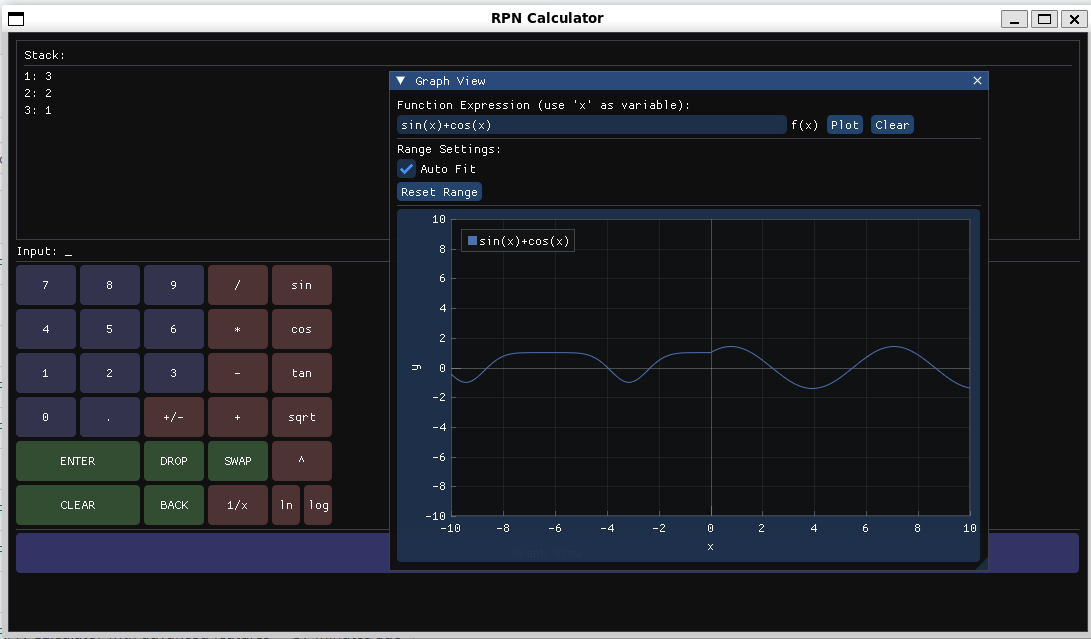 RPN Calculator
Stack:
1: 3
2: 2
3: 1
Graph View
Function Expression (use 'x' as variable):
sin(x)+cos(x) f(x) Plot Clear
Range Settings:
Auto Fit
Reset Range
sin(x)+cos(x)
10
8
6
4
2
0
-2
-4
-6
-8
-10
y
-10 -8 -6 -4 -2 0 2 4 6 8 10
x
Input: _
7 8 9 / sin
4 5 6 * cos
1 2 3 - tan
0 . +/- + sqrt
ENTER DROP SWAP ^
CLEAR BACK 1/x ln log